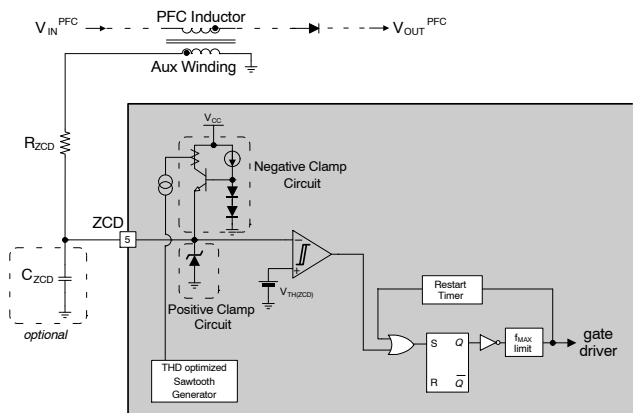 PFC Inductor
V_IN^PFC
V_OUT^PFC
Aux Winding
V_CC
R_ZCD
Negative Clamp
Circuit
ZCD
5
C_ZCD
optional
−
+
V_TH(ZCD)
Positive Clamp
Circuit
Restart
Timer
THD optimized
Sawtooth
Generator
S Q
R Q̅
f_MAX
limit
gate
driver